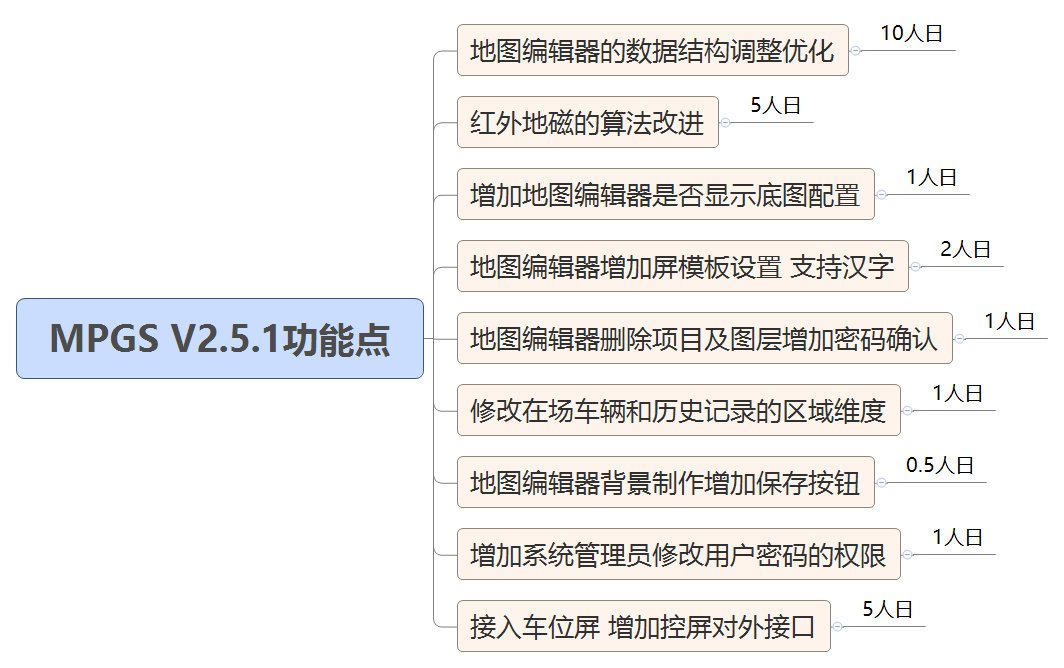 MPGS V2.5.1功能点
地图编辑器的数据结构调整优化
10人日
红外地磁的算法改进
5人日
增加地图编辑器是否显示底图配置
1人日
地图编辑器增加屏模板设置 支持汉字
2人日
地图编辑器删除项目及图层增加密码确认
1人日
修改在场车辆和历史记录的区域维度
1人日
地图编辑器背景制作增加保存按钮
0.5人日
增加系统管理员修改用户密码的权限
1人日
接入车位屏 增加控屏对外接口
5人日